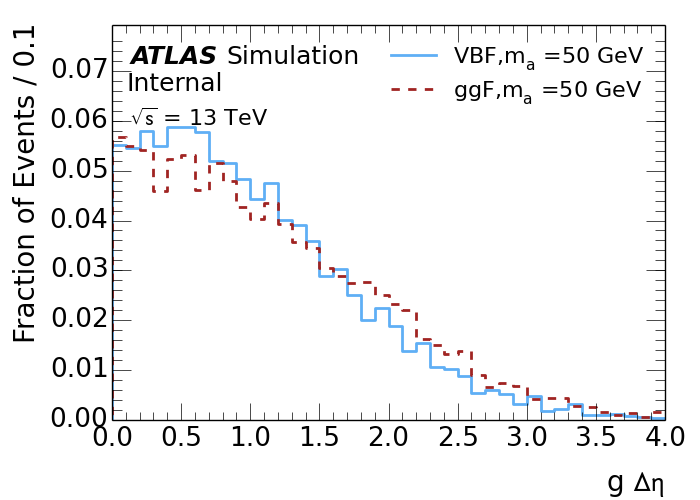 ATLAS Simulation
Internal
√s = 13 TeV
VBF,mₐ =50 GeV
ggF,mₐ =50 GeV
Fraction of Events / 0.1
0.07
0.06
0.05
0.04
0.03
0.02
0.01
0.00
0.0 0.5 1.0 1.5 2.0 2.5 3.0 3.5 4.0
g Δη